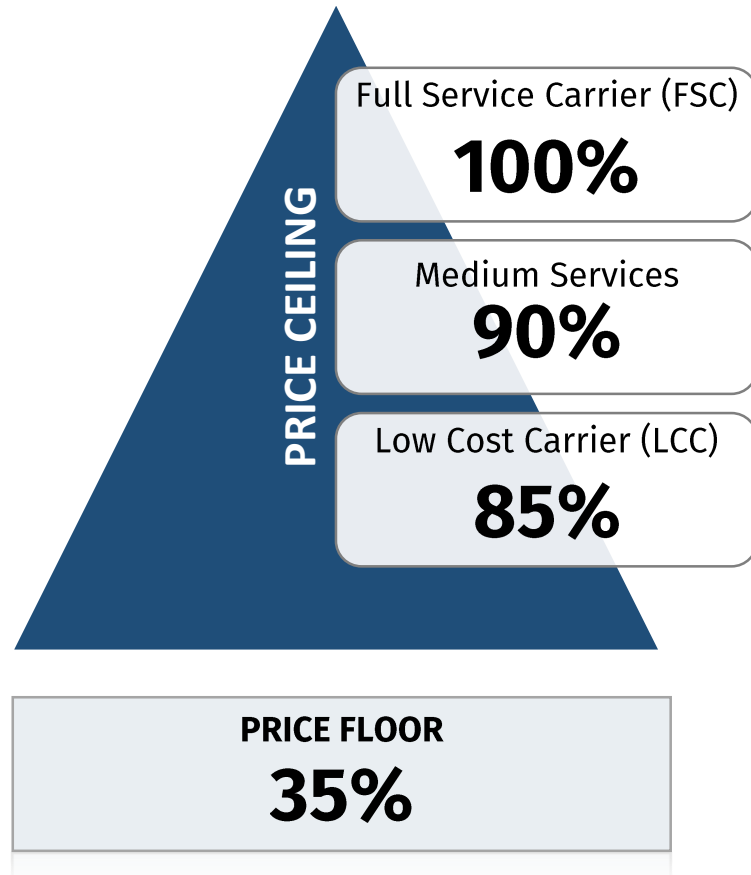 Full Service Carrier (FSC)
100%
PRICE CEILING
Medium Services
90%
Low Cost Carrier (LCC)
85%
PRICE FLOOR
35%